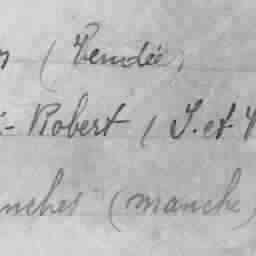 (Vendée)
- Robert (S. et
nches (manche)